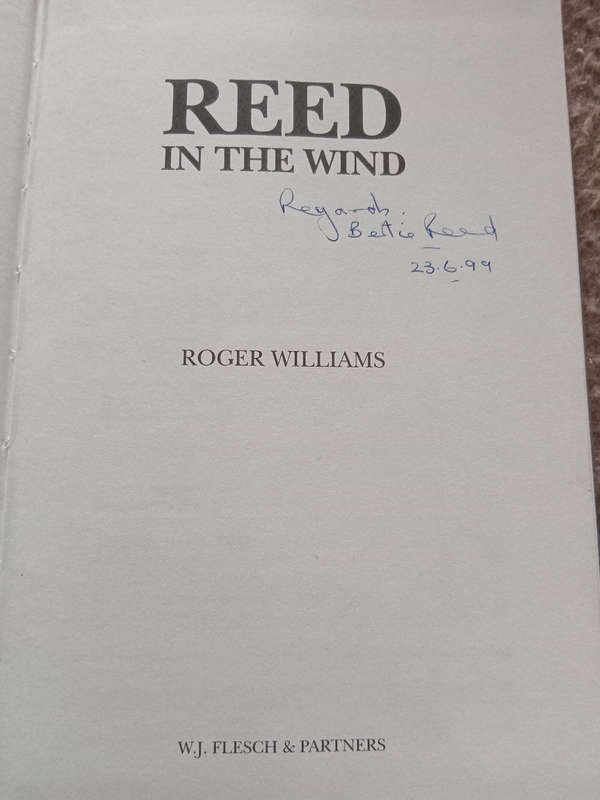 REED
IN THE WIND
Regards.
Bettie Reed
23.6.99
ROGER WILLIAMS
W.J. FLESCH & PARTNERS